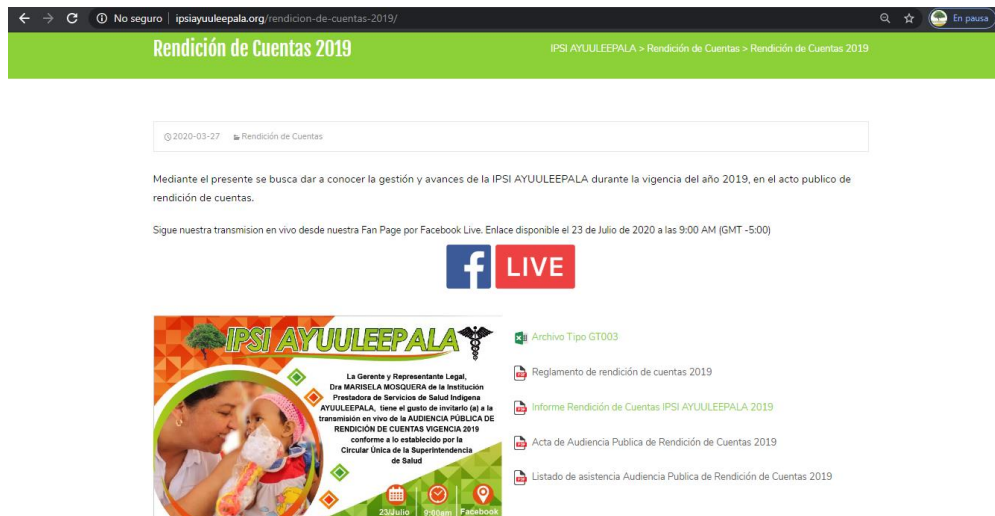 No seguro | ipsiayuuleepala.org/rendicion-de-cuentas-2019/
En pausa
Rendición de Cuentas 2019
IPSI AYUULEEPALA > Rendición de Cuentas > Rendición de Cuentas 2019
2020-03-27 Rendición de Cuentas
Mediante el presente se busca dar a conocer la gestión y avances de la IPSI AYUULEEPALA durante la vigencia del año 2019, en el acto publico de
rendición de cuentas.
Sigue nuestra transmision en vivo desde nuestra Fan Page por Facebook Live. Enlace disponible el 23 de Julio de 2020 a las 9:00 AM (GMT -5:00)
f LIVE
IPSI AYUULEEPALA
La Gerente y Representante Legal,
Dra MARISELA MOSQUERA de la Institución
Prestadora de Servicios de Salud Indigena
AYUULEEPALA, tiene el gusto de invitarlo (a) a la
transmisión en vivo de la AUDIENCIA PÚBLICA DE
RENDICIÓN DE CUENTAS VIGENCIA 2019
conforme a lo establecido por la
Circular Única de la Superintendencia
de Salud
23/Julio 9:00am Facebook
Archivo Tipo GT003
Reglamento de rendición de cuentas 2019
Informe Rendición de Cuentas IPSI AYUULEEPALA 2019
Acta de Audiencia Publica de Rendición de Cuentas 2019
Listado de asistencia Audiencia Publica de Rendición de Cuentas 2019